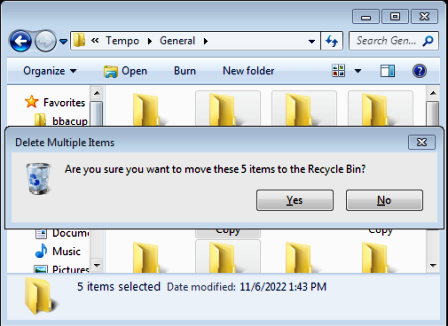 « Tempo General
Search Gen...
Organize Open Burn New folder
Favorites
bbacup
Delete Multiple Items
Are you sure you want to move these 5 items to the Recycle Bin?
Yes No
Docum
Copy
Music
Pictures
5 items selected Date modified: 11/6/2022 1:43 PM